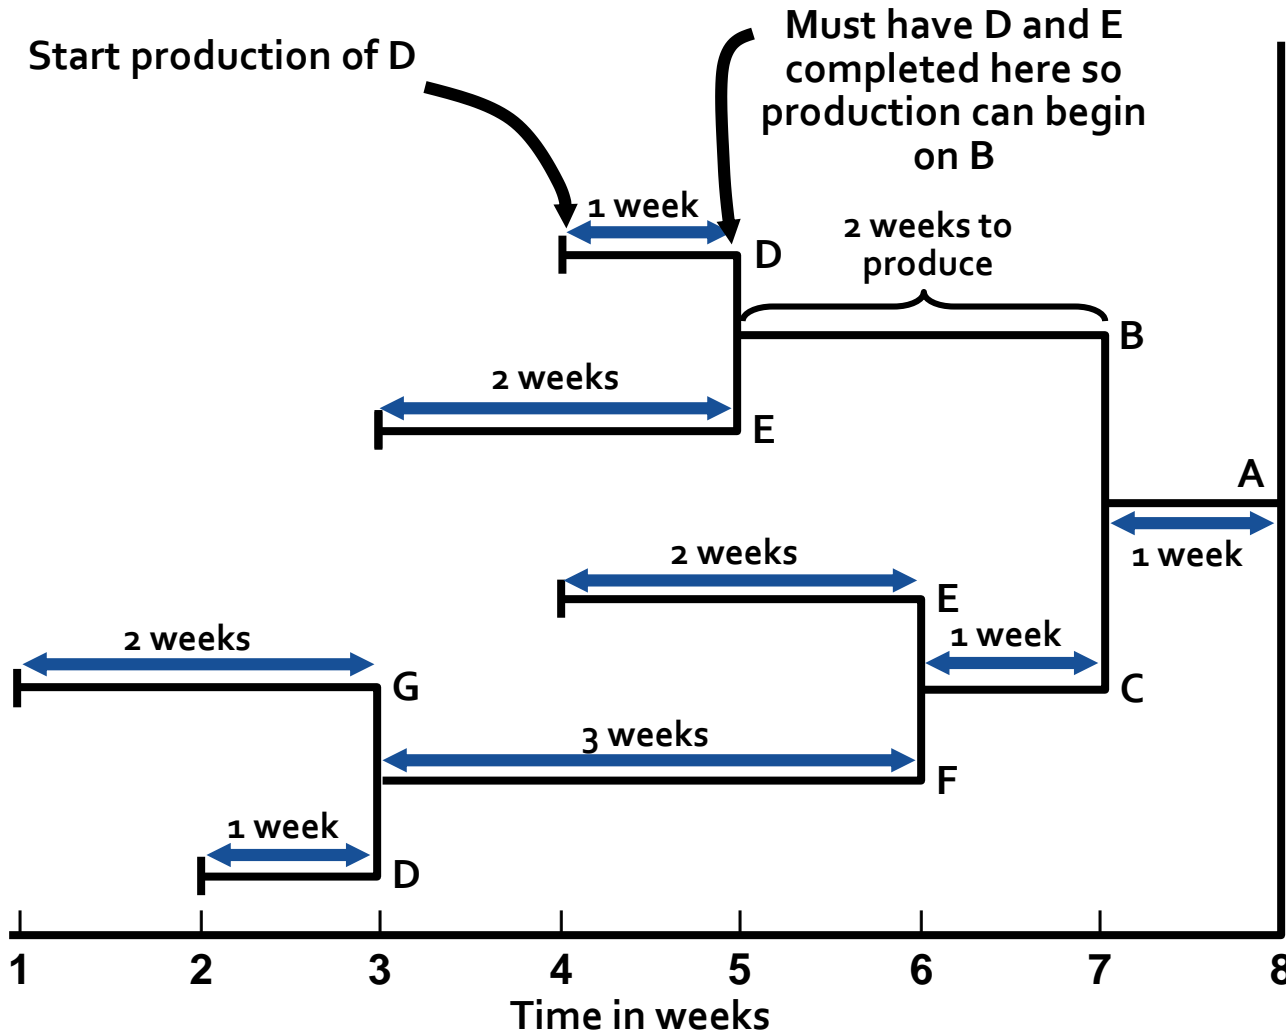 Start production of D
Must have D and E
completed here so
production can begin
on B
1 week
D
2 weeks to
produce
B
2 weeks
E
A
1 week
2 weeks
E
1 week
C
2 weeks
G
3 weeks
F
1 week
D
1 2 3 4 5 6 7 8
Time in weeks